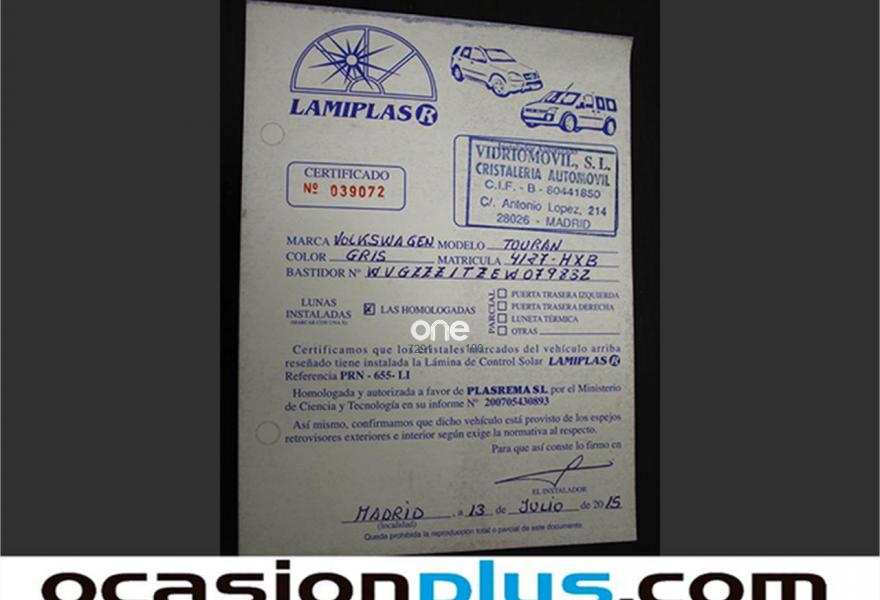 LAMIPLAS R
CERTIFICADO
Nº 039072
VIDRIOMOVIL, S. L.
CRISTALERIA AUTOMOVIL
C.I.F. - B - 80441850
C/. Antonio Lopez, 214
28026 - MADRID
MARCA VOLKSWAGEN MODELO TOURAN
COLOR GRIS MATRICULA 4127-HXB
BASTIDOR Nº WVGZZZ1TZEW079832
LUNAS
INSTALADAS
(MARCAR CON UNA X)
LAS HOMOLOGADAS
PARCIAL
PUERTA TRASERA IZQUIERDA
PUERTA TRASERA DERECHA
LUNETA TÉRMICA
OTRAS
one
Certificamos que los cristales marcados del vehículo arriba
reseñado tiene instalada la Lámina de Control Solar LAMIPLAS R
Referencia PRN - 655- LI
Homologada y autorizada a favor de PLASREMA S.L por el Ministerio
de Ciencia y Tecnología en su informe Nº 200705430893
Así mismo, confirmamos que dicho vehículo está provisto de los espejos
retrovisores exteriores e interior según exige la normativa al respecto.
Para que así conste lo firmo en
EL INSTALADOR
MADRID , a 13 de JULIO de 2015
(localidad)
Queda prohibida la reproducción total o parcial de este documento
ocasionplus.com